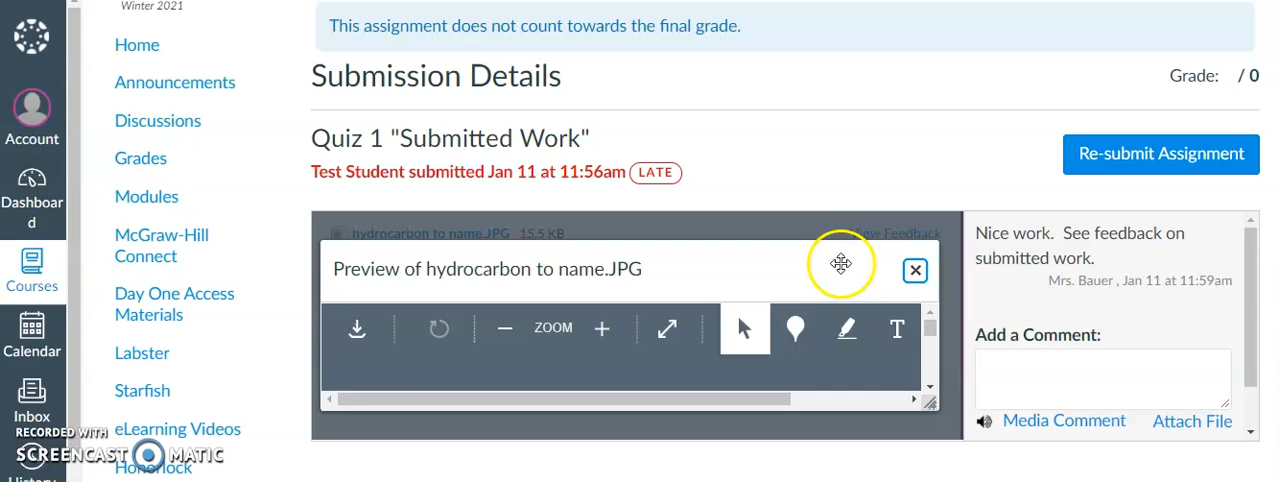 Winter 2021
Account
Dashboar
d
Courses
Calendar
Inbox
History
Home
Announcements
Discussions
Grades
Modules
McGraw-Hill
Connect
Day One Access
Materials
Labster
Starfish
eLearning Videos
Honorlock
RECORDED WITH
SCREENCAST MATIC
This assignment does not count towards the final grade.
Submission Details
Grade: / 0
Quiz 1 "Submitted Work"
Re-submit Assignment
Test Student submitted Jan 11 at 11:56am LATE
hydrocarbon to name.JPG 15.5 KB View Feedback
Preview of hydrocarbon to name.JPG
ZOOM
T
Nice work. See feedback on
submitted work.
Mrs. Bauer , Jan 11 at 11:59am
Add a Comment:
Media Comment
Attach File